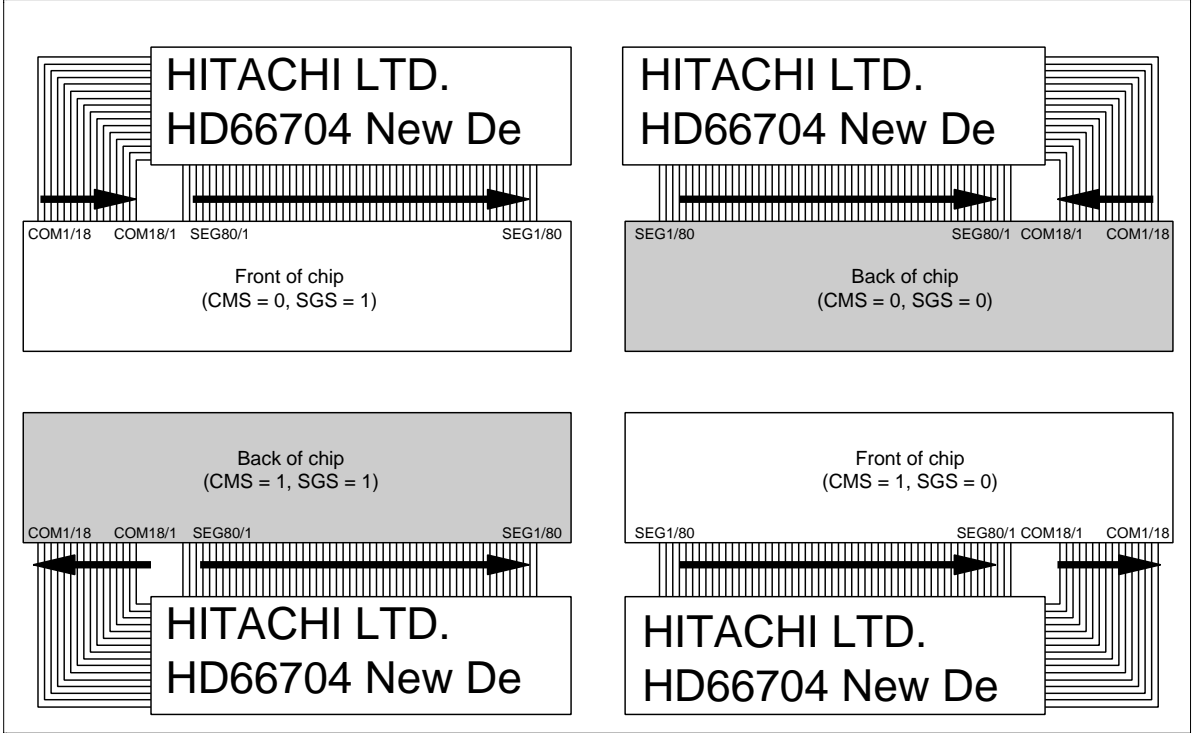 HITACHI LTD.
HD66704 New De
COM1/18 COM18/1 SEG80/1 SEG1/80
Front of chip
(CMS = 0, SGS = 1)
HITACHI LTD.
HD66704 New De
SEG1/80 SEG80/1 COM18/1 COM1/18
Back of chip
(CMS = 0, SGS = 0)
Back of chip
(CMS = 1, SGS = 1)
COM1/18 COM18/1 SEG80/1 SEG1/80
HITACHI LTD.
HD66704 New De
Front of chip
(CMS = 1, SGS = 0)
SEG1/80 SEG80/1 COM18/1 COM1/18
HITACHI LTD.
HD66704 New De